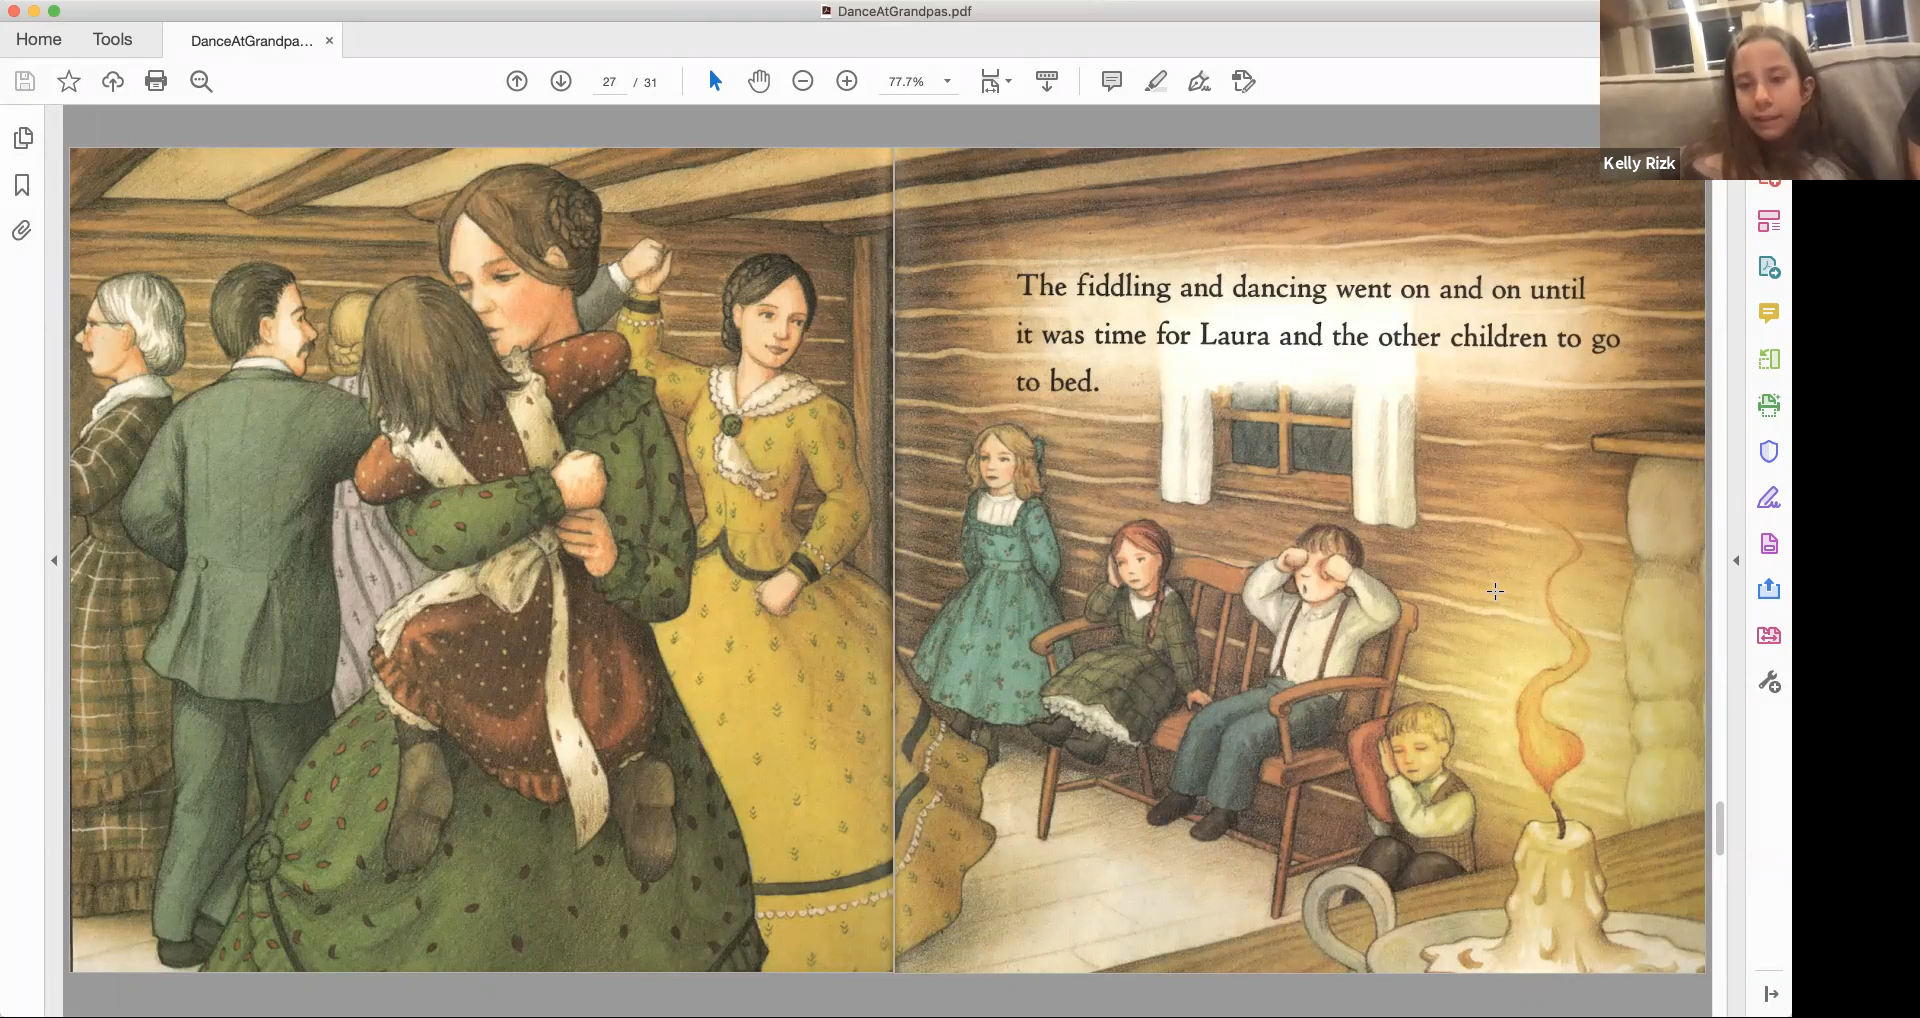 DanceAtGrandpas.pdf
Home
Tools
DanceAtGrandpa... ×
27 / 31
77.7%
Kelly Rizk
The fiddling and dancing went on and on until
it was time for Laura and the other children to go
to bed.